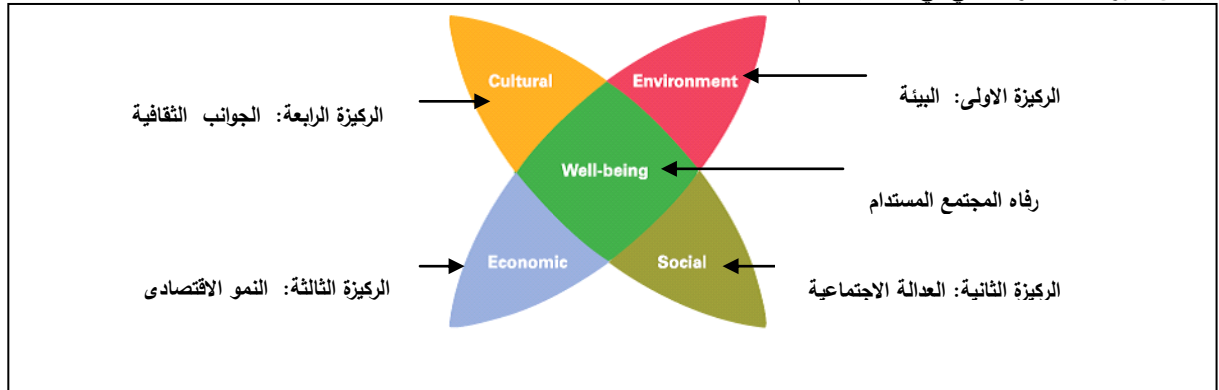 Cultural
Environment
الركيزة الاولى: البيئة
الركيزة الرابعة: الجوانب الثقافية
Well-being
رفاه المجتمع المستدام
Economic
Social
الركيزة الثالثة: النمو الاقتصادى
الركيزة الثانية: العدالة الاجتماعية